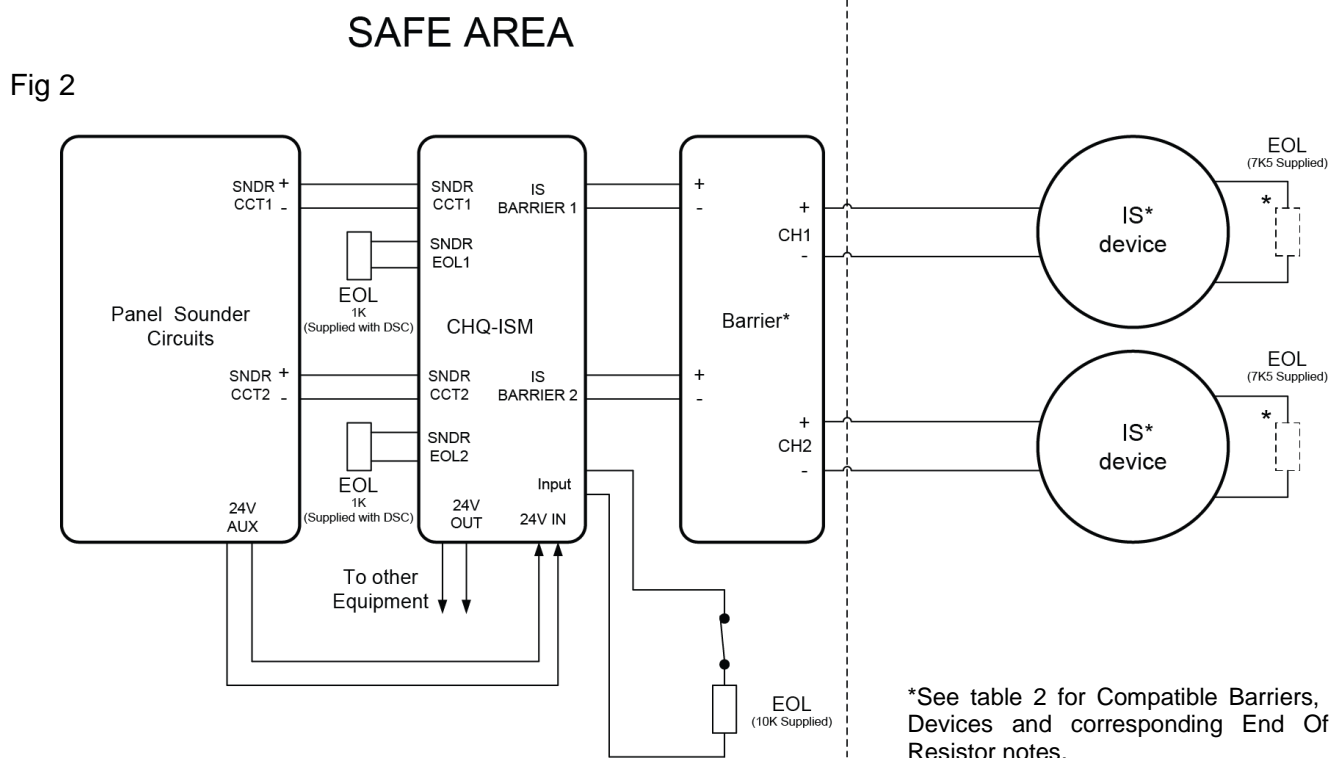 SAFE AREA
Fig 2
SNDR +
CCT1 -
Panel Sounder
Circuits
SNDR +
CCT2 -
24V
AUX
EOL
1K
(Supplied with DSC)
EOL
1K
(Supplied with DSC)
SNDR
CCT1
IS
BARRIER 1
SNDR
EOL1
CHQ-ISM
SNDR
CCT2
IS
BARRIER 2
SNDR
EOL2
Input
24V
OUT
24V IN
To other
Equipment
EOL
(10K Supplied)
+
-
Barrier*
+
-
+
CH1
-
+
CH2
-
IS*
device
EOL
(7K5 Supplied)
*
IS*
device
EOL
(7K5 Supplied)
*
*See table 2 for Compatible Barriers,
Devices and corresponding End Of
Resistor notes.